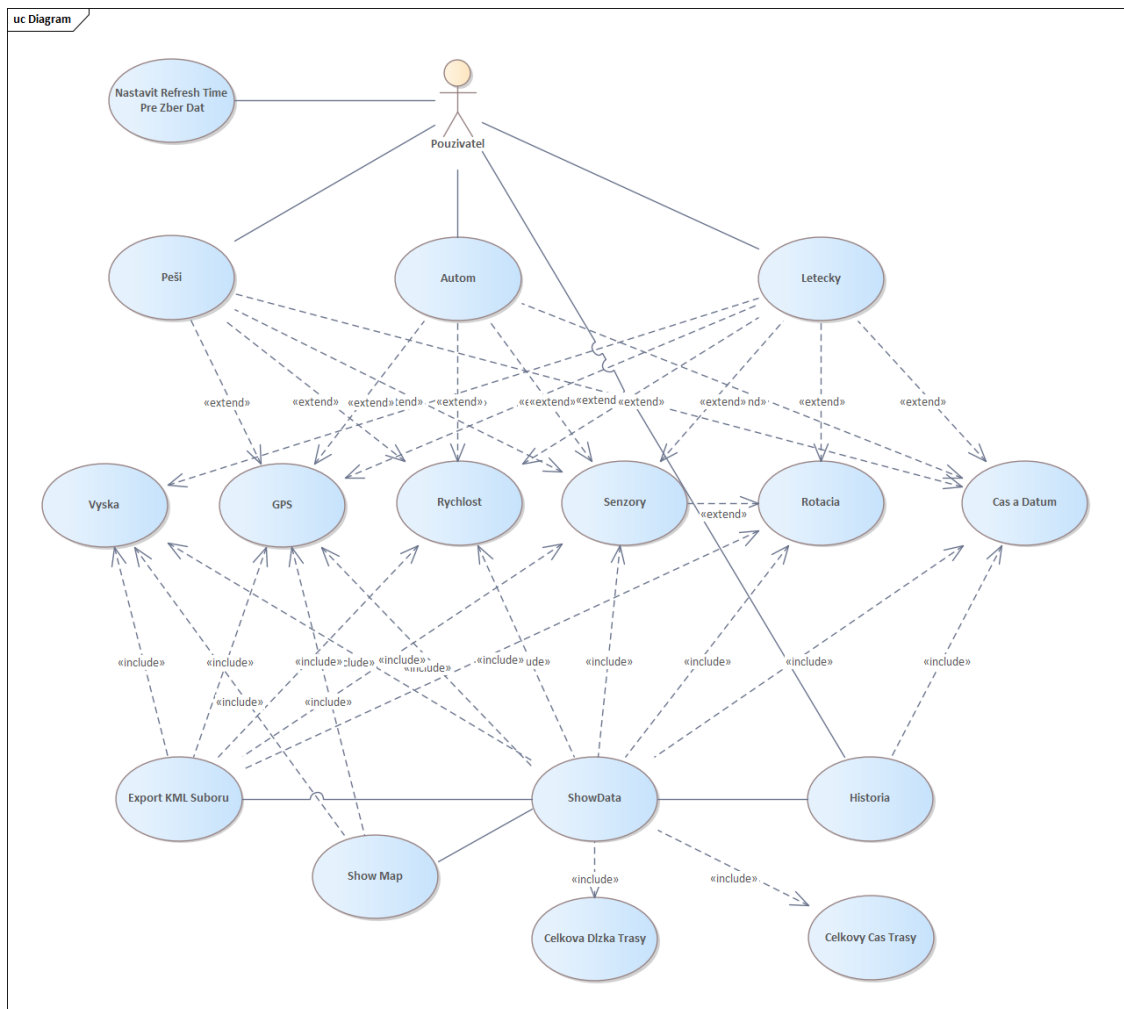 uc Diagram
Nastavit Refresh Time
Pre Zber Dat
Pouzivatel
Peši
Autom
Letecky
«extend»
«extend»
«extend»
«extend»
«extend»
«extend»
«extend»
«extend»
«extend»
«extend»
Vyska
GPS
Rychlost
Senzory
«extend»
Rotacia
Cas a Datum
«include»
«include»
«include»
«include»
«include»
«include»
«include»
«include»
«include»
«include»
«include»
Export KML Suboru
ShowData
Historia
Show Map
«include»
«include»
Celkova Dlzka Trasy
Celkovy Cas Trasy